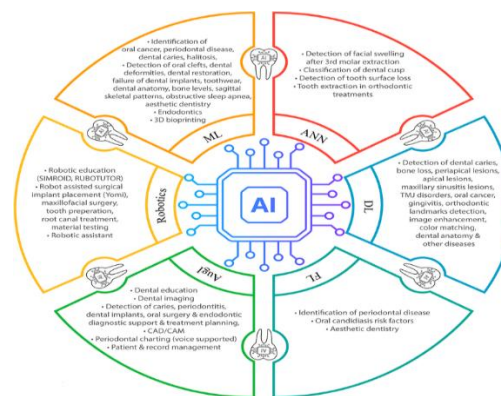 • Identification of
oral cancer, periodontal disease,
dental caries, halitosis.
• Detection of oral clefts, dental
deformities, dental restoration,
failure of dental implants, toothwear,
dental anatomy, bone levels, sagittal
skeletal patterns, obstructive sleep apnea,
aesthetic dentistry
• Endodontics
• 3D bioprinting
ML
• Detection of facial swelling
after 3rd molar extraction
• Classification of dental cusp
• Detection of tooth surface loss
• Tooth extraction in orthodontic
treatments
ANN
• Robotic education
(SIMROID, RUBOTUTOR)
• Robot assisted surgical
implant placement (Yomi),
maxillofacial surgery,
tooth preparation,
root canal treatment,
material testing
• Robotic assistant
Robotics
AI
• Detection of dental caries,
bone loss, periapical lesions,
apical lesions,
maxillary sinusitis lesions,
TMJ disorders, oral cancer,
gingivitis, orthodontic
landmarks detection,
image enhancement,
color matching,
dental anatomy &
other diseases
DL
• Dental education
• Dental imaging
• Detection of caries, periodontitis,
dental implants, oral surgery & endodontic
diagnostic support & treatment planning,
• CAD/CAM
• Periodontal charting (voice supported)
• Patient & record management
AugI
• Identification of periodontal disease
• Oral candidiasis risk factors
• Aesthetic dentistry
FL